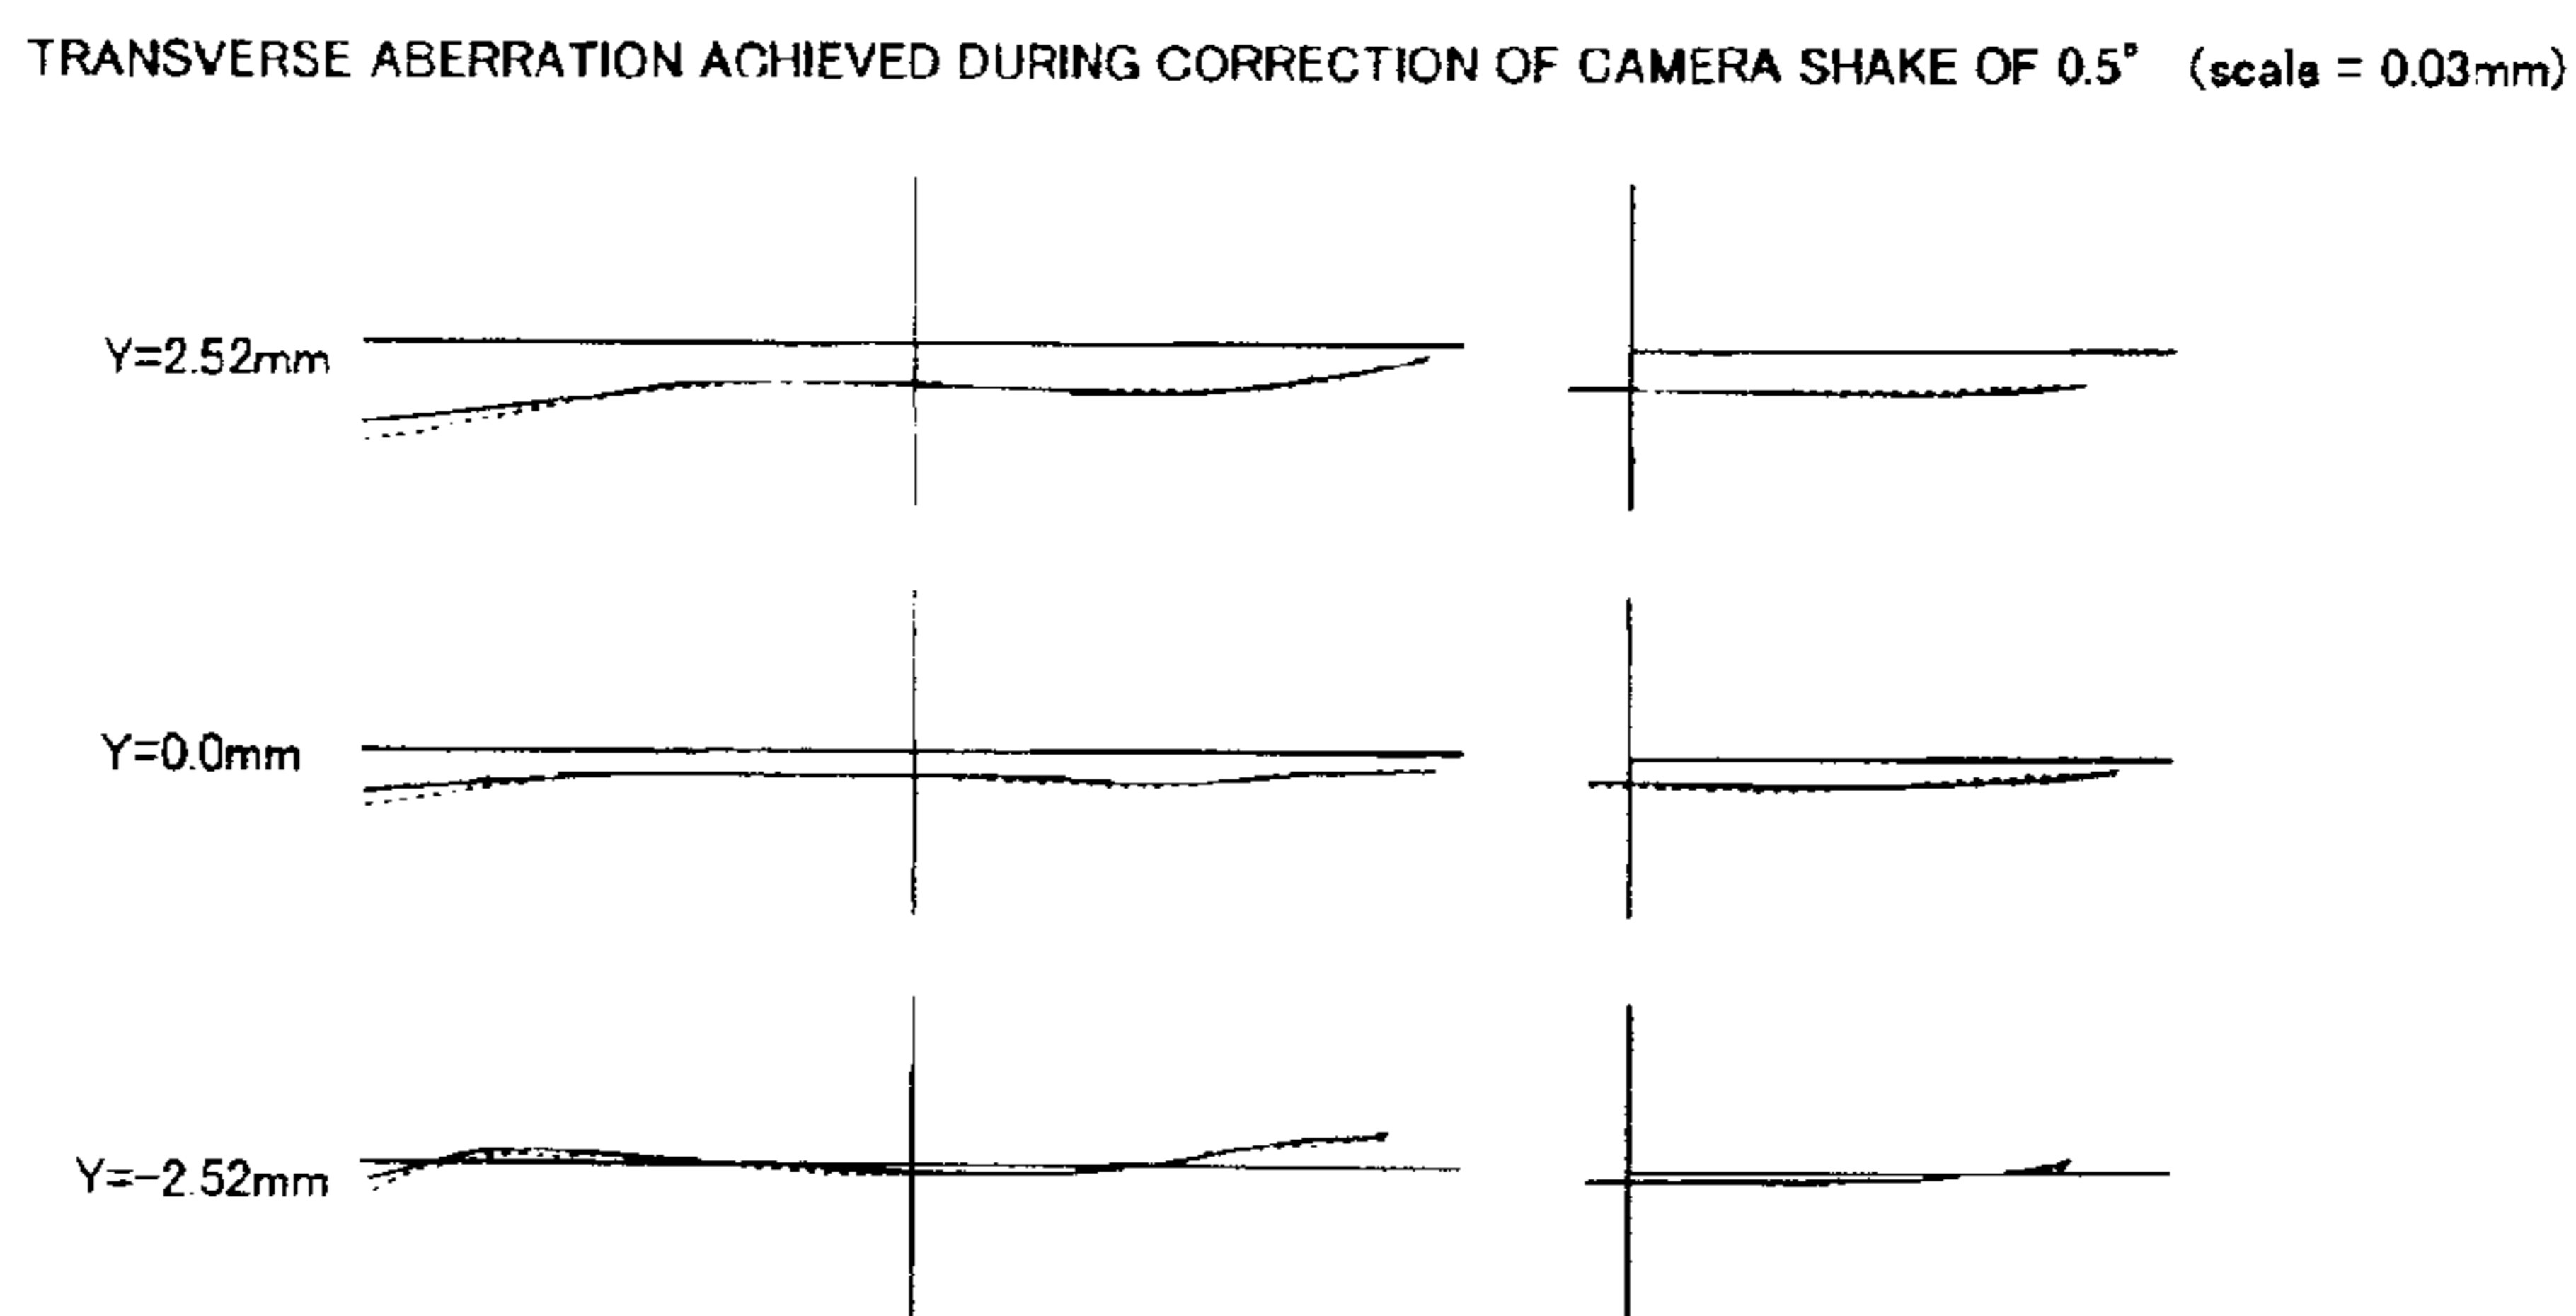 TRANSVERSE ABERRATION ACHIEVED DURING CORRECTION OF CAMERA SHAKE OF 0.5° (scale = 0.03mm)
Y=2.52mm
Y=0.0mm
Y=-2.52mm